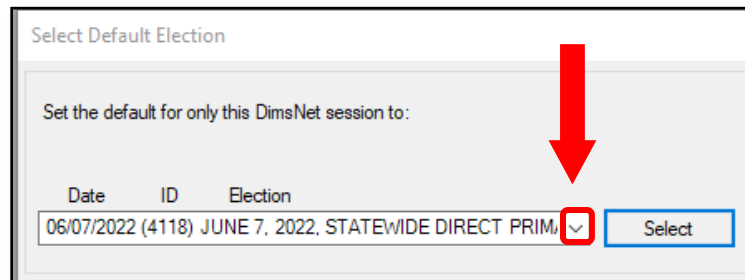 Select Default Election
Set the default for only this DimsNet session to:
Date ID Election
06/07/2022 (4118) JUNE 7, 2022, STATEWIDE DIRECT PRIM
Select